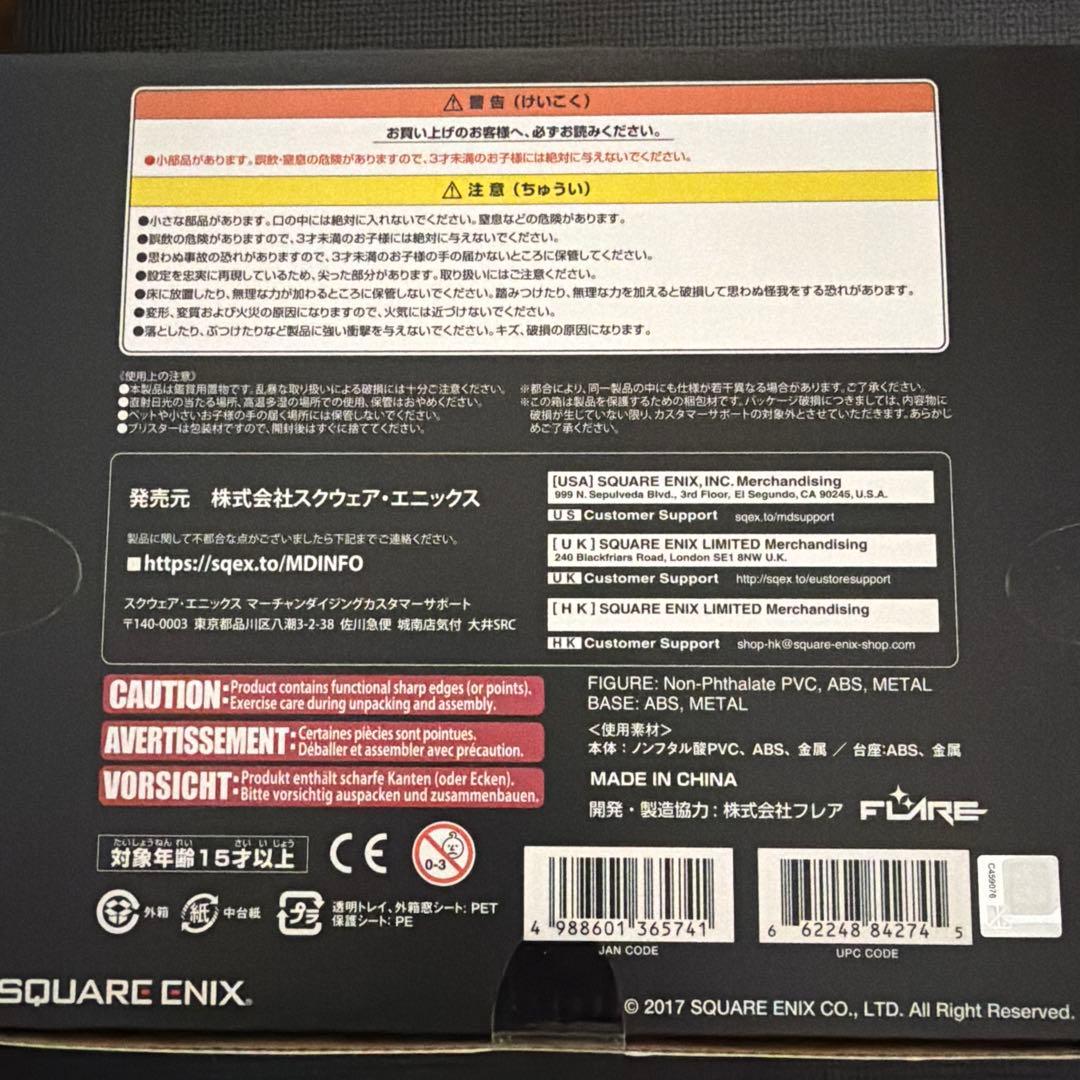 ⚠ 警告（けいこく）
お買い上げのお客様へ、必ずお読みください。
●小部品があります。誤飲・窒息の危険がありますので、3才未満のお子様には絶対に与えないでください。
⚠ 注意（ちゅうい）
●小さな部品があります。口の中には絶対に入れないでください。窒息などの危険があります。
●誤飲の危険がありますので、3才未満のお子様には絶対に与えないでください。
●思わぬ事故の恐れがありますので、3才未満のお子様の手の届かないところに保管してください。
●設定を忠実に再現しているため、尖った部分があります。取り扱いにはご注意ください。
●床に放置したり、無理な力が加わるところに保管しないでください。踏みつけたり、無理な力を加えると破損して思わぬ怪我をする恐れがあります。
●変形、変質および火災の原因になりますので、火気には近づけないでください。
●落としたり、ぶつけたりなど製品に強い衝撃を与えないでください。キズ、破損の原因になります。
《使用上の注意》
●本製品は鑑賞用置物です。乱暴な取り扱いによる破損には十分ご注意ください。
●直射日光の当たる場所、高温多湿の場所での使用、保管はおやめください。
●ペットや小さいお子様の手の届く場所には保管しないでください。
●ブリスターは包装材ですので、開封後はすぐに捨ててください。
※都合により、同一製品の中にも仕様が若干異なる場合があります。ご了承ください。
※この箱は製品を保護するための梱包材です。パッケージ破損につきましては、内容物に
破損が生じていない限り、カスタマーサポートの対象外とさせていただきます。あらかじ
めご了承ください。
発売元 株式会社スクウェア・エニックス
製品に関して不都合な点がございましたら下記までご連絡ください。
■https://sqex.to/MDINFO
スクウェア・エニックス マーチャンダイジングカスタマーサポート
〒140-0003 東京都品川区八潮3-2-38 佐川急便 城南店気付 大井SRC
[USA] SQUARE ENIX, INC. Merchandising
999 N. Sepulveda Blvd., 3rd Floor, El Segundo, CA 90245, U.S.A.
US Customer Support sqex.to/mdsupport
[UK] SQUARE ENIX LIMITED Merchandising
240 Blackfriars Road, London SE1 8NW U.K.
UK Customer Support http://sqex.to/eustoresupport
[HK] SQUARE ENIX LIMITED Merchandising
HK Customer Support shop-hk@square-enix-shop.com
CAUTION: Product contains functional sharp edges (or points).
Exercise care during unpacking and assembly.
AVERTISSEMENT: Certaines pièces sont pointues.
Déballer et assembler avec précaution.
VORSICHT: Produkt enthält scharfe Kanten (oder Ecken).
Bitte vorsichtig auspacken und zusammenbauen.
FIGURE: Non-Phthalate PVC, ABS, METAL
BASE: ABS, METAL
<使用素材>
本体：ノンフタル酸PVC、ABS、金属 ／ 台座：ABS、金属
MADE IN CHINA
開発・製造協力：株式会社フレア FLARE
たいしょうねんれい さいいじょう
対象年齢15才以上
CE
0-3
外箱
紙 中台紙
プラ 透明トレイ、外箱窓シート：PET
保護シート：PE
4 988601 365741
JAN CODE
6 62248 84274 5
UPC CODE
C459076
SQUARE ENIX®
© 2017 SQUARE ENIX CO., LTD. All Right Reserved.